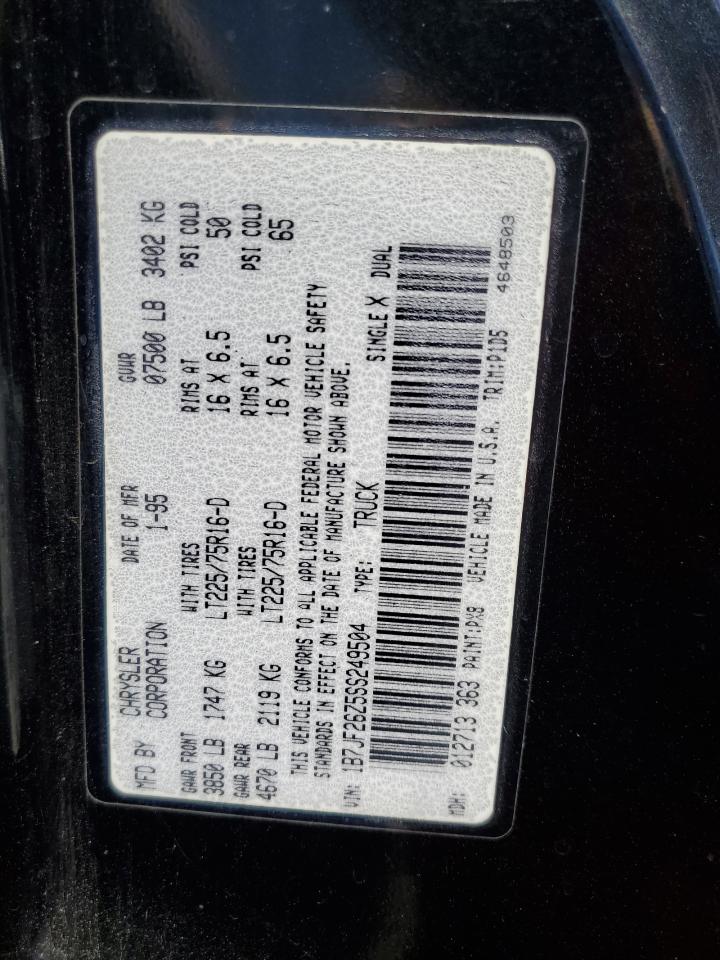 MFD BY CHRYSLER CORPORATION DATE OF MFR 1-95 GVWR 07500 LB 3402 KG
GAWR FRONT WITH TIRES RIMS AT PSI COLD
3850 LB 1747 KG LT225/75R16-D 16 X 6.5 50
GAWR REAR WITH TIRES RIMS AT PSI COLD
4670 LB 2119 KG LT225/75R16-D 16 X 6.5 65
THIS VEHICLE CONFORMS TO ALL APPLICABLE FEDERAL MOTOR VEHICLE SAFETY
STANDARDS IN EFFECT ON THE DATE OF MANUFACTURE SHOWN ABOVE.
VIN: 1B7JF26Z5SS249504 TYPE: TRUCK SINGLE X DUAL
MDH: 012713 363 PAINT:PX8 VEHICLE MADE IN U.S.A. TRIM:P1D5 4648503